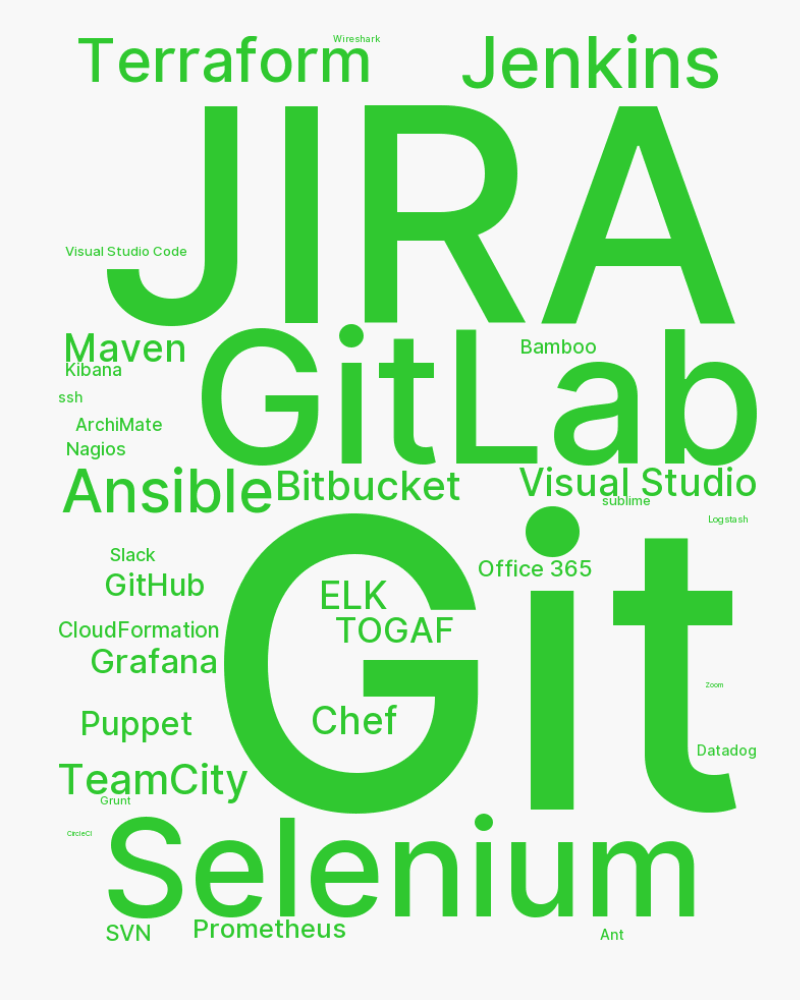 Wireshark
Terraform
Jenkins
JIRA
Visual Studio Code
Maven
GitLab
Bamboo
Kibana
ssh
ArchiMate
Nagios
Ansible
Bitbucket
Visual Studio
sublime
Logstash
Slack
Office 365
GitHub
ELK
TOGAF
CloudFormation
Grafana
Git
Zoom
Chef
Puppet
Datadog
TeamCity
Grunt
CircleCI
Selenium
SVN
Prometheus
Ant